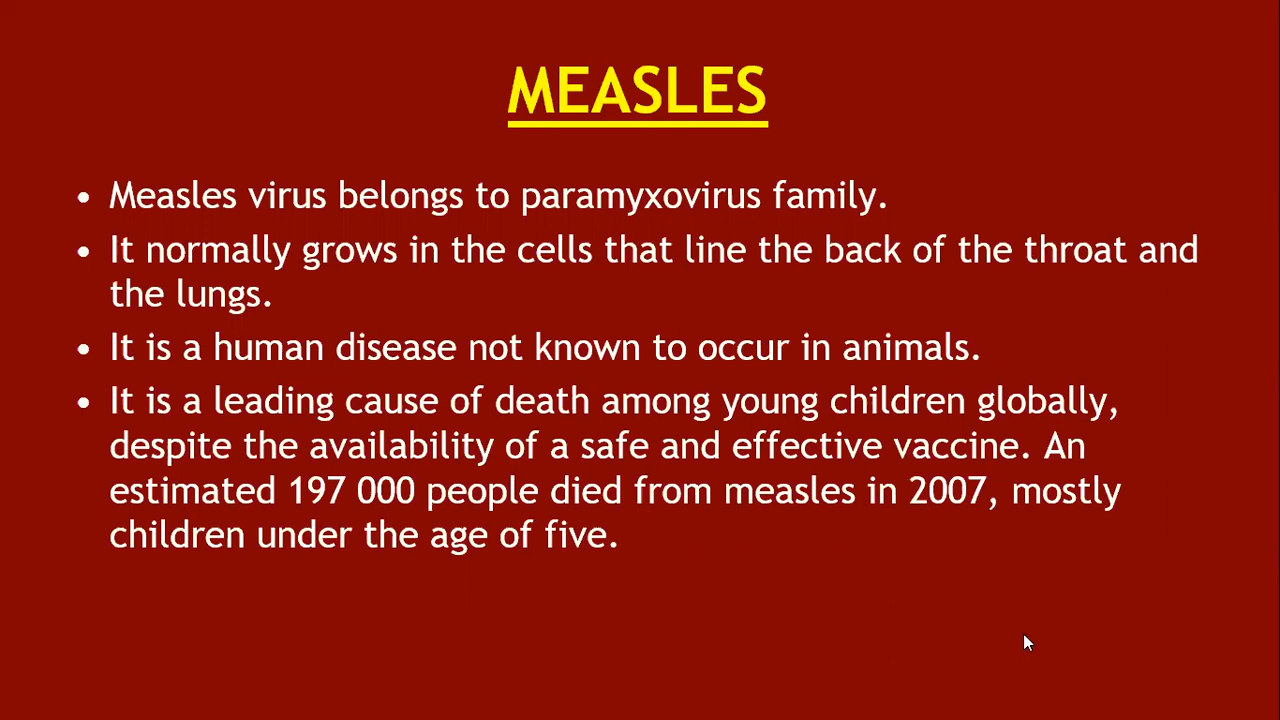 MEASLES
• Measles virus belongs to paramyxovirus family.
• It normally grows in the cells that line the back of the throat and
the lungs.
• It is a human disease not known to occur in animals.
• It is a leading cause of death among young children globally,
despite the availability of a safe and effective vaccine. An
estimated 197 000 people died from measles in 2007, mostly
children under the age of five.